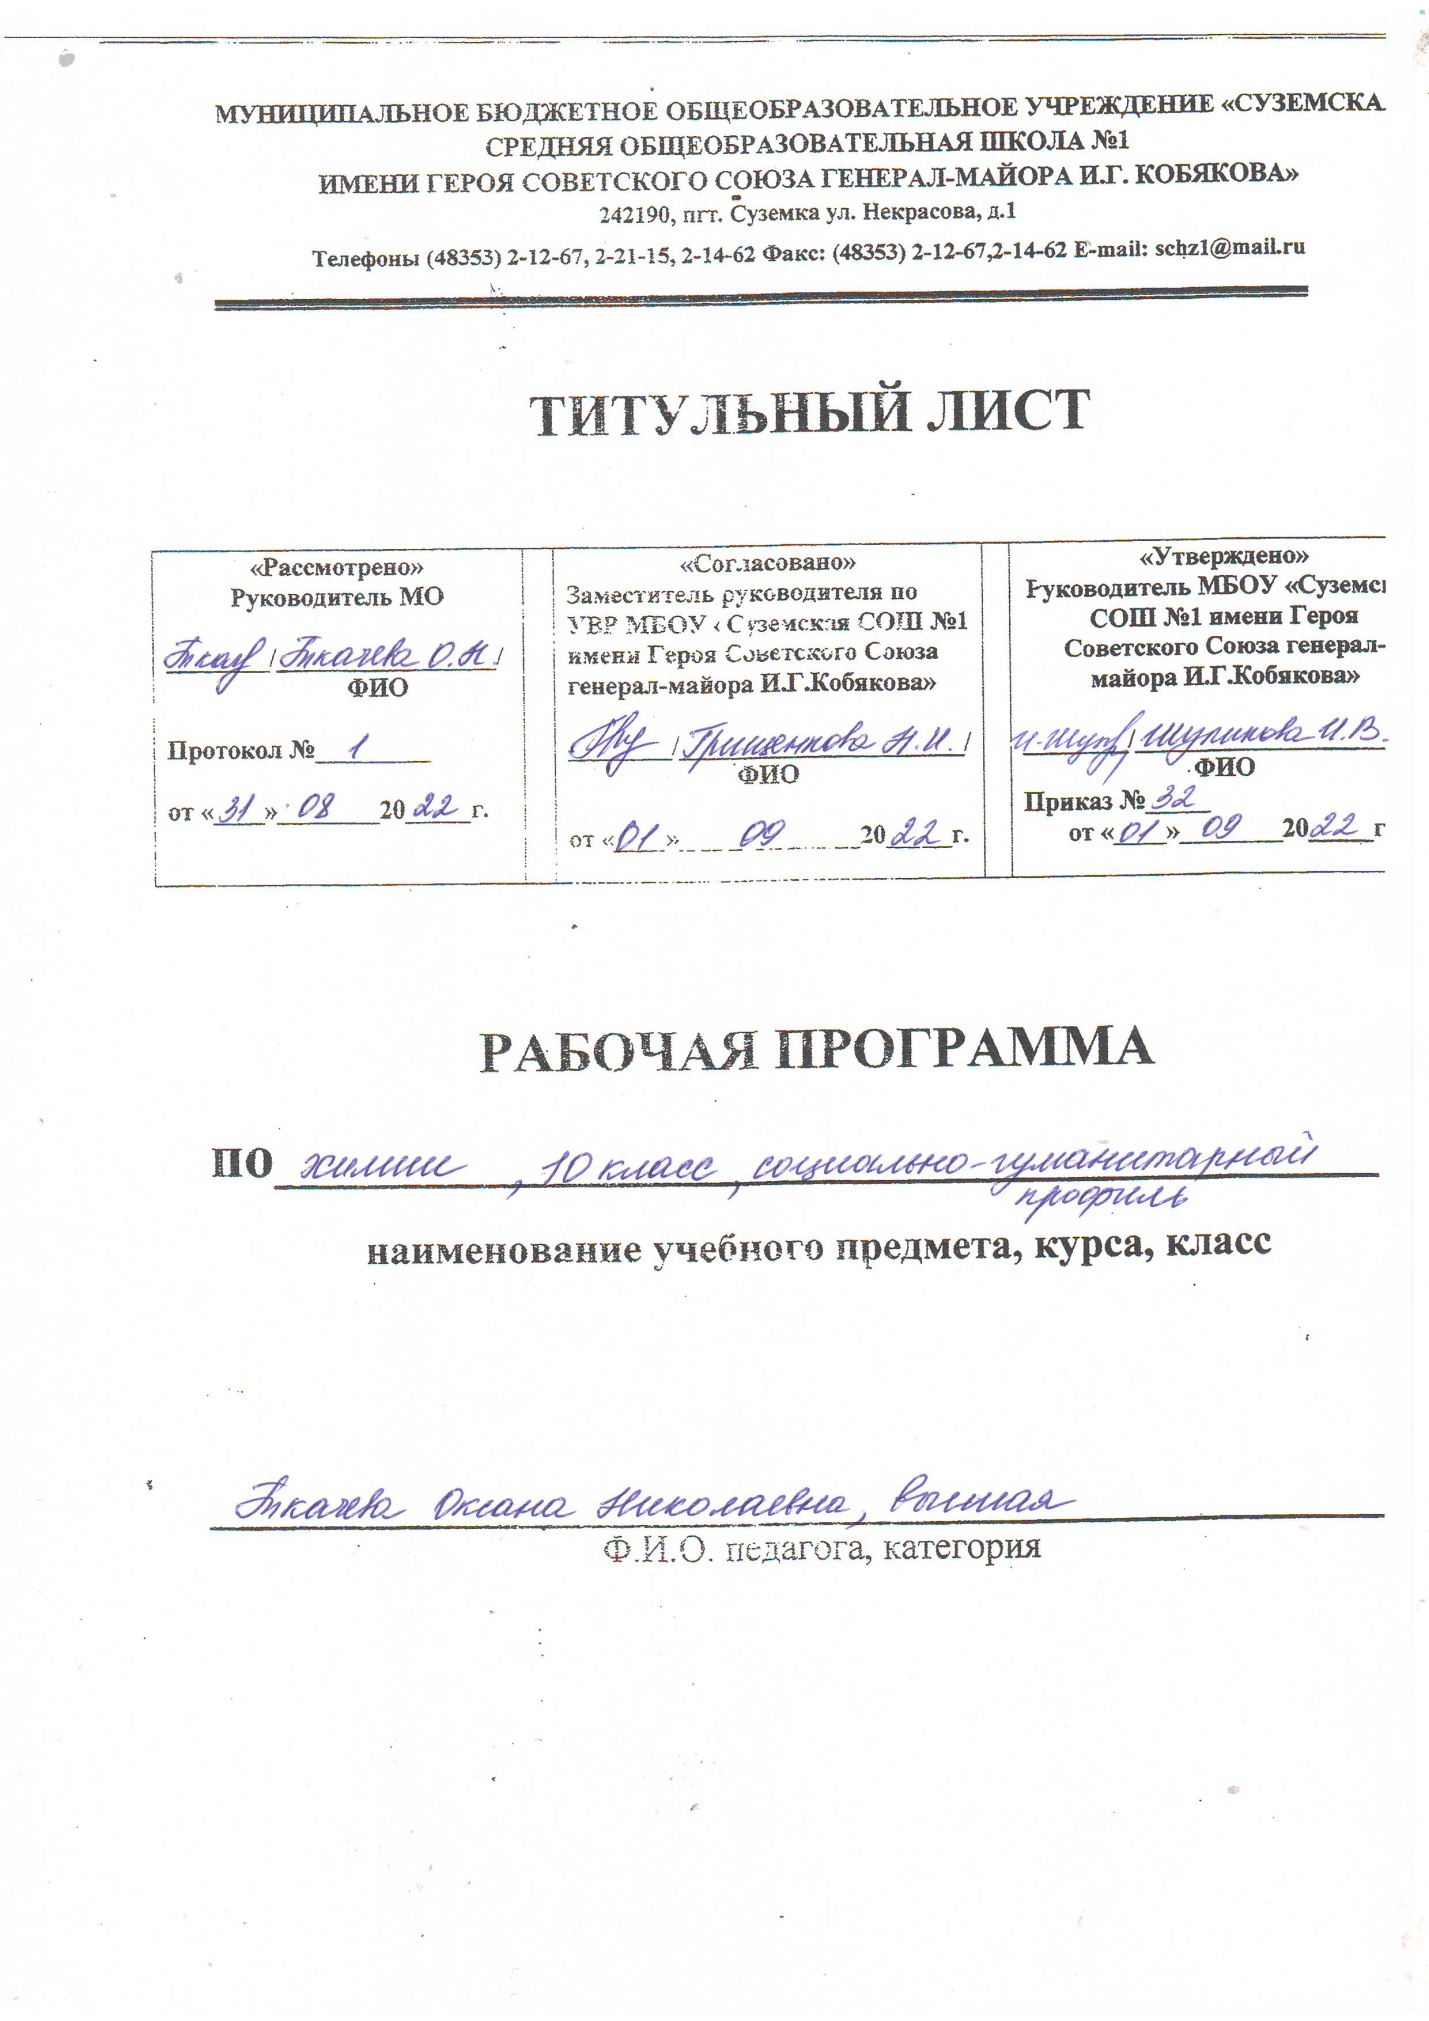 МУНИЦИПАЛЬНОЕ БЮДЖЕТНОЕ ОБЩЕОБРАЗОВАТЕЛЬНОЕ УЧРЕЖДЕНИЕ «СУЗЕМСКА
СРЕДНЯЯ ОБЩЕОБРАЗОВАТЕЛЬНАЯ ШКОЛА №1
ИМЕНИ ГЕРОЯ СОВЕТСКОГО СОЮЗА ГЕНЕРАЛ-МАЙОРА И.Г. КОБЯКОВА»
242190, пгт. Суземка ул. Некрасова, д.1
Телефоны (48353) 2-12-67, 2-21-15, 2-14-62 Факс: (48353) 2-12-67,2-14-62 E-mail: schz1@mail.ru
ТИТУЛЬНЫЙ ЛИСТ
«Рассмотрено»
Руководитель МО
/ Ткачева О.Н. /
ФИО
Протокол № 1
от «31» 08 2022 г.
«Согласовано»
Заместитель руководителя по
УВР МБОУ «Суземская СОШ №1
имени Героя Советского Союза
генерал-майора И.Г.Кобякова»
/ Грищенкова Н.И. /
ФИО
от «01» 09 2022 г.
«Утверждено»
Руководитель МБОУ «Суземс
СОШ №1 имени Героя
Советского Союза генерал-
майора И.Г.Кобякова»
/ Шупикова И.В.
ФИО
Приказ № 32
от «01» 09 2022 г
РАБОЧАЯ ПРОГРАММА
ПО химии, 10 класс, социально-гуманитарный
профиль
наименование учебного предмета, курса, класс
Ткачева Оксана Николаевна, высшая
Ф.И.О. педагога, категория